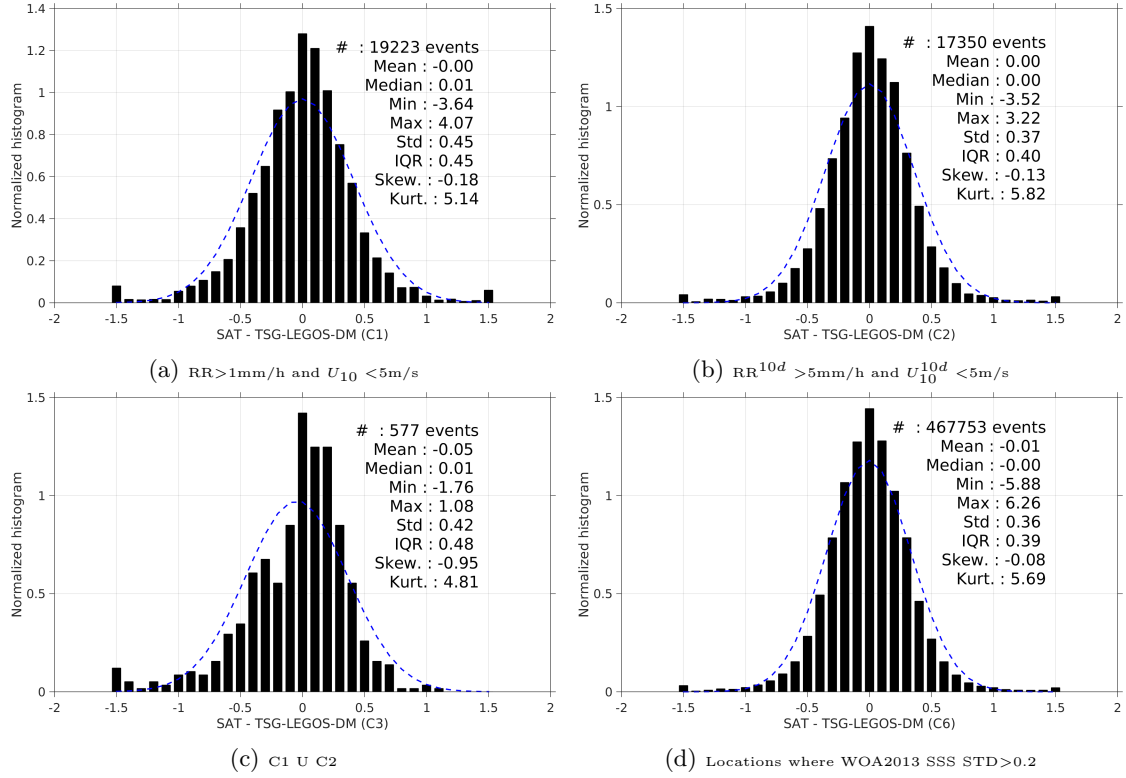 1.4
1.2
1
0.8
0.6
0.4
0.2
0
Normalized histogram
# : 19223 events
Mean : -0.00
Median : 0.01
Min : -3.64
Max : 4.07
Std : 0.45
IQR : 0.45
Skew. : -0.18
Kurt. : 5.14
-2 -1.5 -1 -0.5 0 0.5 1 1.5 2
SAT - TSG-LEGOS-DM (C1)
(a) RR>1mm/h and U10 <5m/s
1.5
1
0.5
0
Normalized histogram
# : 17350 events
Mean : 0.00
Median : 0.00
Min : -3.52
Max : 3.22
Std : 0.37
IQR : 0.40
Skew. : -0.13
Kurt. : 5.82
-2 -1.5 -1 -0.5 0 0.5 1 1.5 2
SAT - TSG-LEGOS-DM (C2)
(b) RR^10d >5mm/h and U_10^10d <5m/s
1.5
1
0.5
0
Normalized histogram
# : 577 events
Mean : -0.05
Median : 0.01
Min : -1.76
Max : 1.08
Std : 0.42
IQR : 0.48
Skew. : -0.95
Kurt. : 4.81
-2 -1.5 -1 -0.5 0 0.5 1 1.5 2
SAT - TSG-LEGOS-DM (C3)
(c) C1 U C2
1.5
1
0.5
0
Normalized histogram
# : 467753 events
Mean : -0.01
Median : -0.00
Min : -5.88
Max : 6.26
Std : 0.36
IQR : 0.39
Skew. : -0.08
Kurt. : 5.69
-2 -1.5 -1 -0.5 0 0.5 1 1.5 2
SAT - TSG-LEGOS-DM (C6)
(d) Locations where WOA2013 SSS STD>0.2